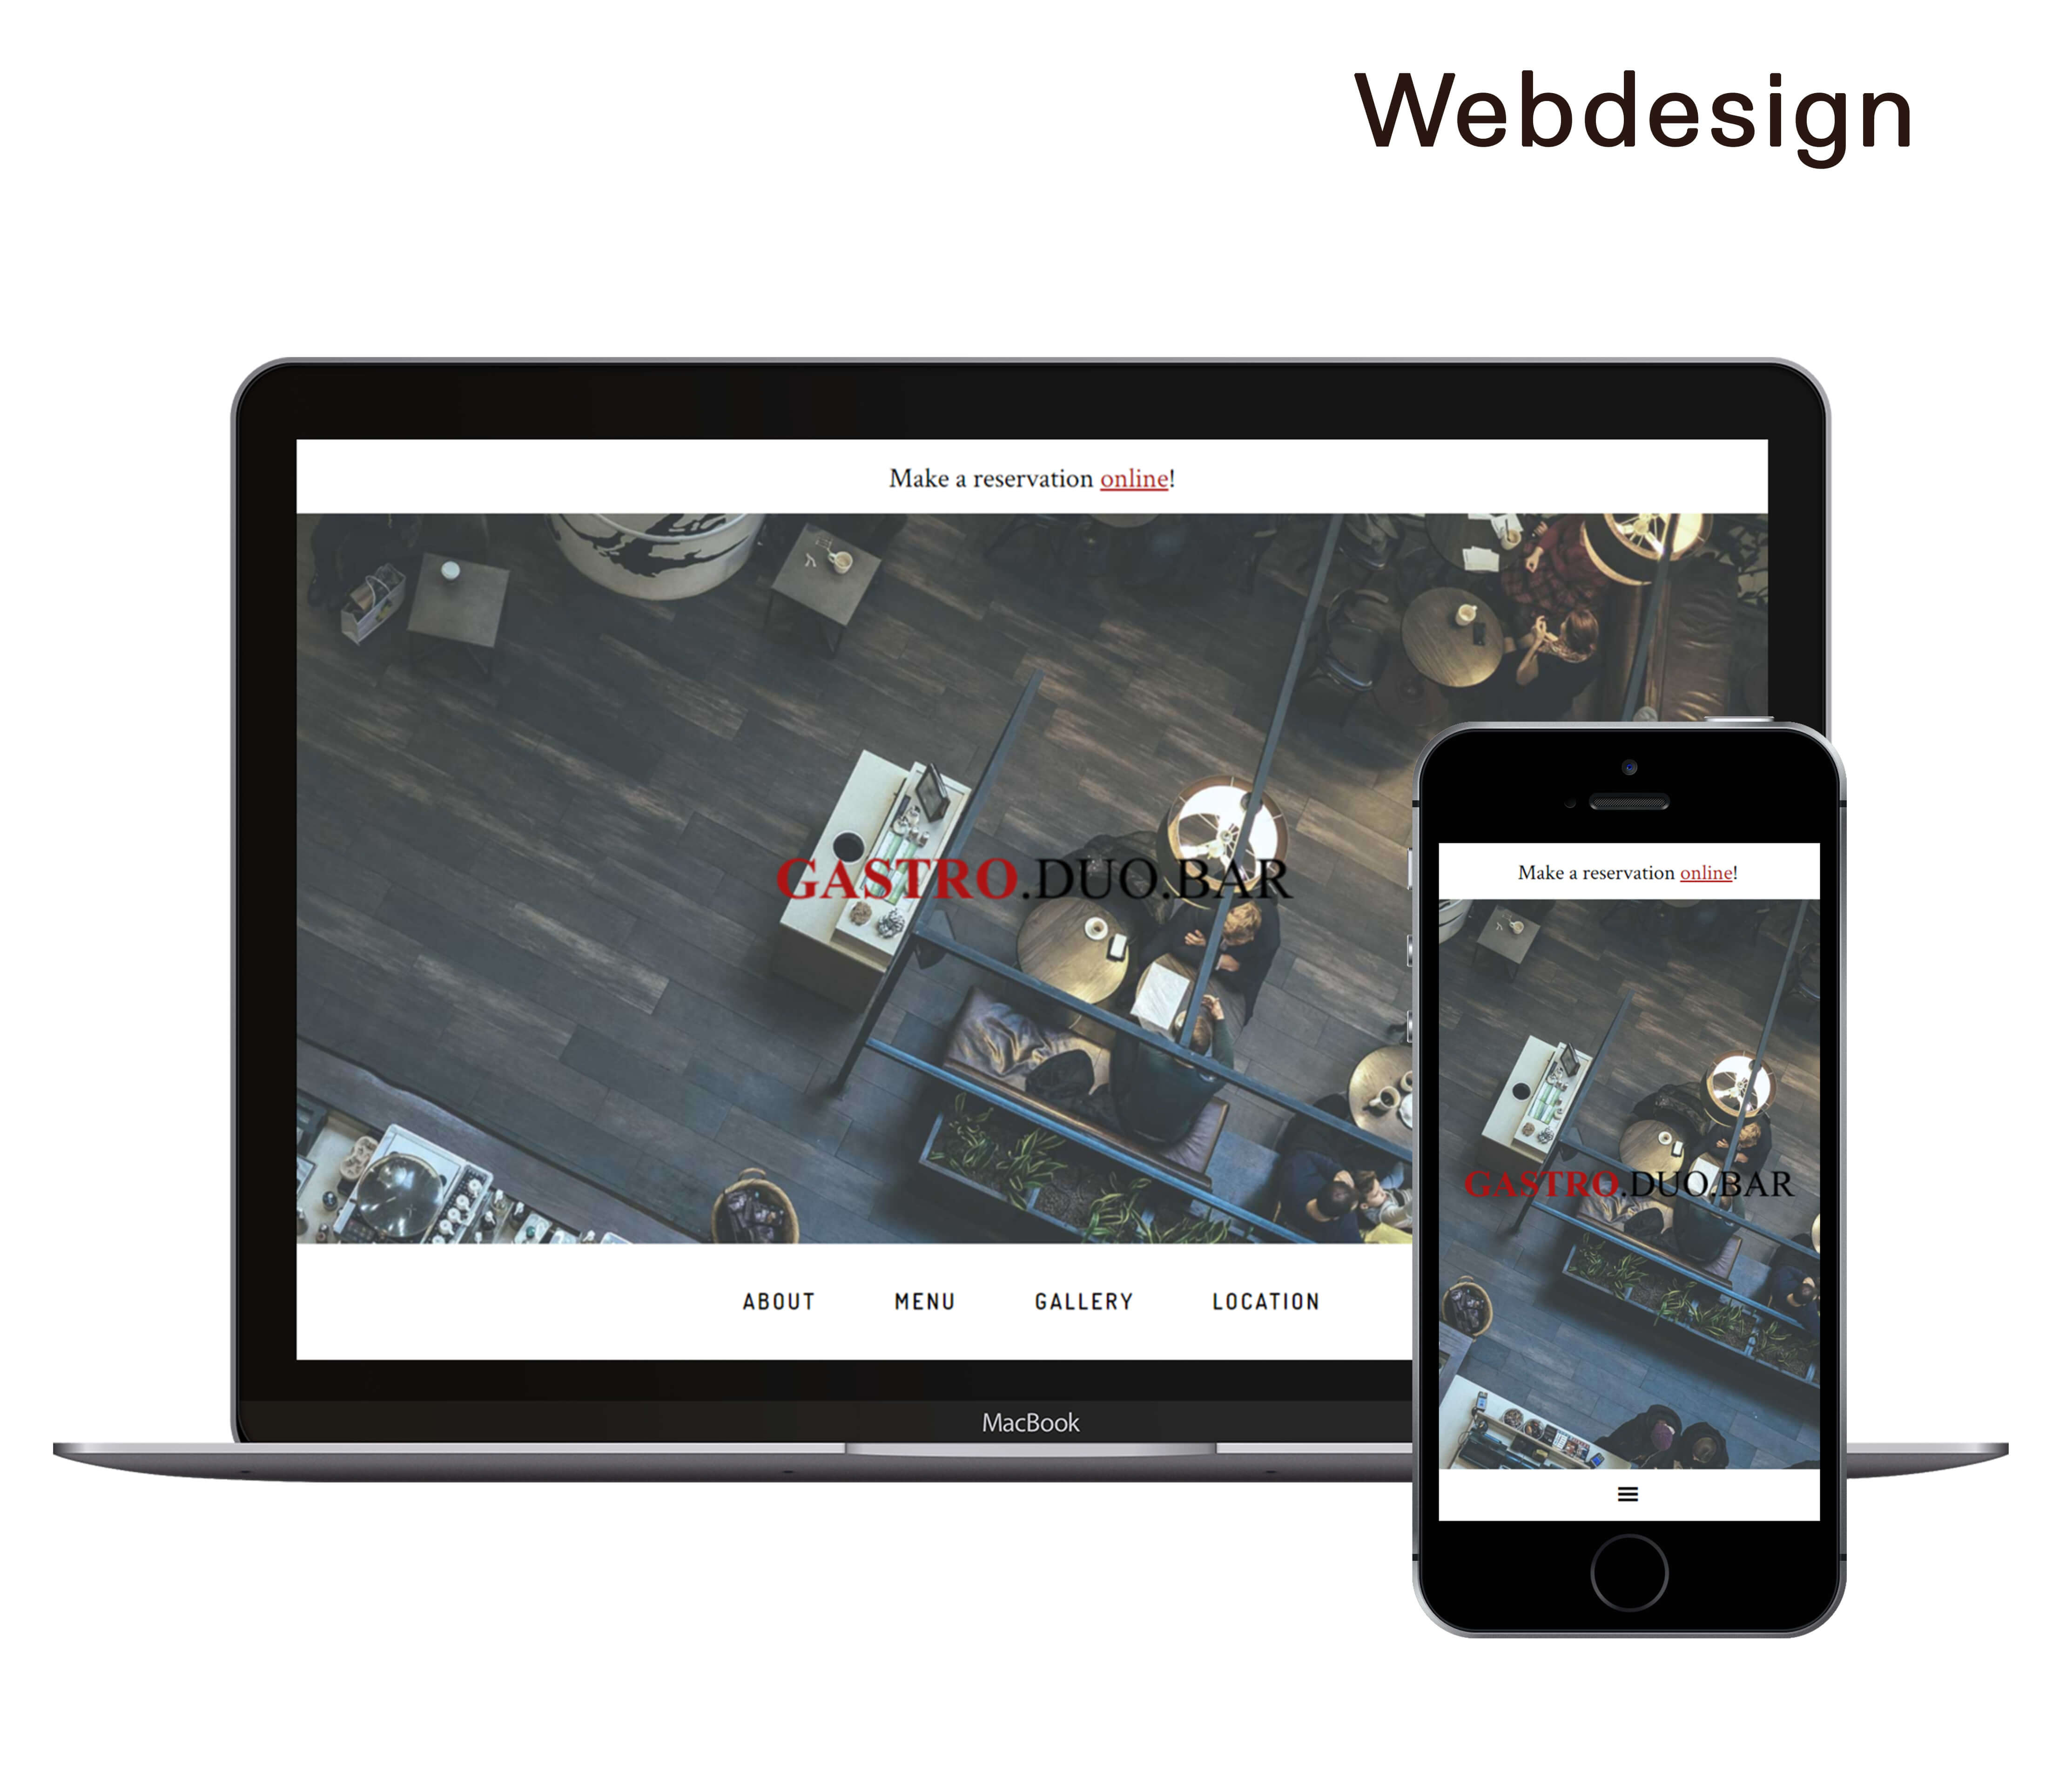 Webdesign
Make a reservation online!
GASTRO.DUO.BAR
ABOUT MENU GALLERY LOCATION
MacBook
Make a reservation online!
GASTRO.DUO.BAR